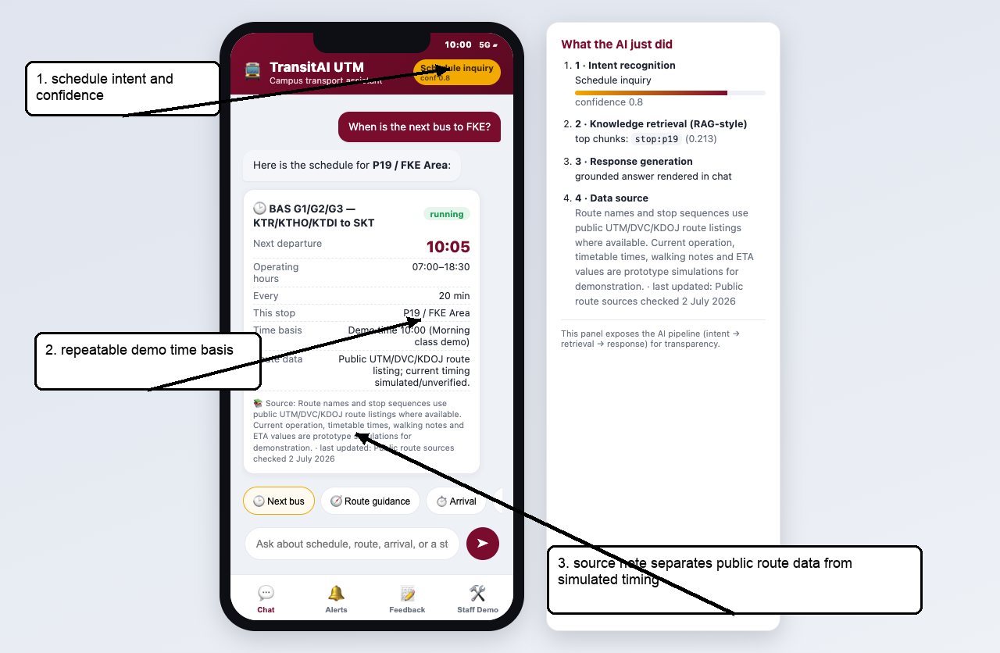 10:00 5G
TransitAI UTM
Campus transport assistant
Schedule inquiry
conf 0.8
1. schedule intent and
confidence
When is the next bus to FKE?
Here is the schedule for P19 / FKE Area:
BAS G1/G2/G3 —
KTR/KTHO/KTDI to SKT
running
Next departure 10:05
Operating
hours
07:00–18:30
Every 20 min
This stop P19 / FKE Area
Time basis Demo time 10:00 (Morning
class demo)
2. repeatable demo time basis
Route data Public UTM/DVC/KDOJ route
listing; current timing
simulated/unverified.
Source: Route names and stop sequences use
public UTM/DVC/KDOJ route listings where available.
Current operation, timetable times, walking notes and
ETA values are prototype simulations for
demonstration. · last updated: Public route sources
checked 2 July 2026
Next bus
Route guidance
Arrival
Ask about schedule, route, arrival, or a st
Chat
Alerts
Feedback
Staff Demo
What the AI just did
1. 1 · Intent recognition
Schedule inquiry
confidence 0.8
2. 2 · Knowledge retrieval (RAG-style)
top chunks: stop:p19 (0.213)
3. 3 · Response generation
grounded answer rendered in chat
4. 4 · Data source
Route names and stop sequences use
public UTM/DVC/KDOJ route listings
where available. Current operation,
timetable times, walking notes and ETA
values are prototype simulations for
demonstration. · last updated: Public
route sources checked 2 July 2026
This panel exposes the AI pipeline (intent →
retrieval → response) for transparency.
3. source note separates public route data from
simulated timing